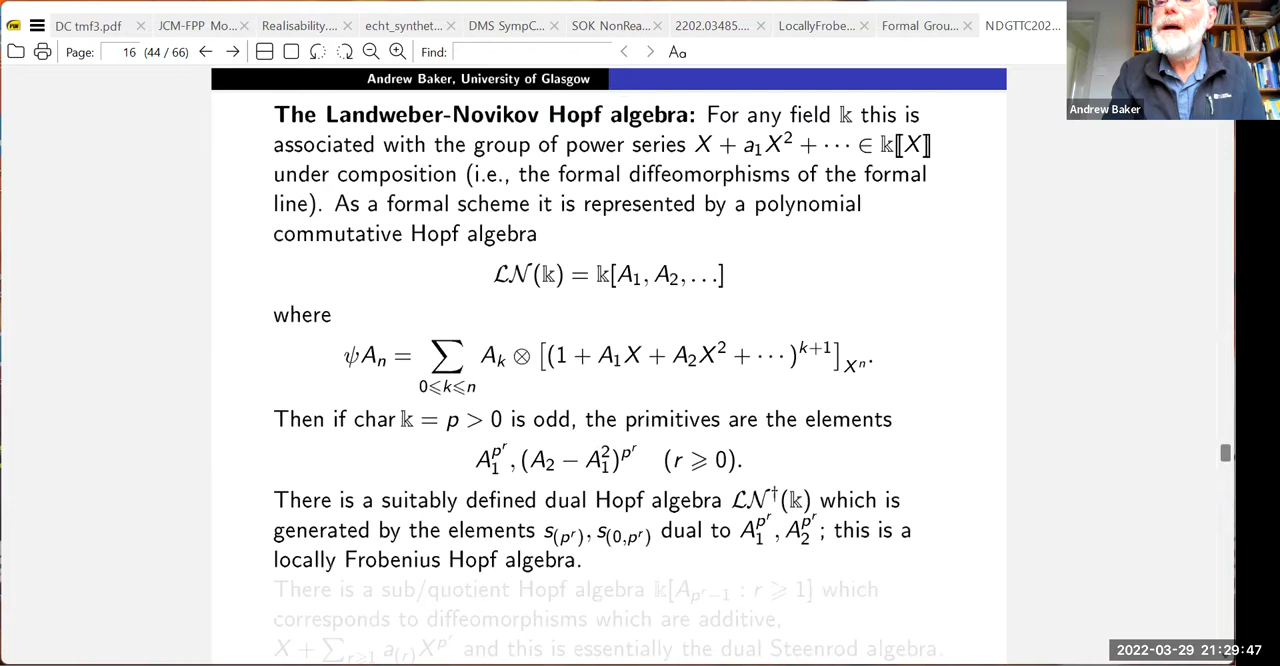 DC tmf3.pdf JCM-FPP Mo... Realisability.... echt_synthet... DMS SympC... SOK NonRea... 2202.03485.... LocallyFrobe... Formal Grou... NDGTTC202...
Page: 16 (44 / 66) Find: Aa
Andrew Baker, University of Glasgow
Andrew Baker
The Landweber-Novikov Hopf algebra: For any field 𝕜 this is
associated with the group of power series X + a₁X² + ··· ∈ 𝕜⟦X⟧
under composition (i.e., the formal diffeomorphisms of the formal
line). As a formal scheme it is represented by a polynomial
commutative Hopf algebra
ℒ𝒩(𝕜) = 𝕜[A₁, A₂, ...]
where
ψAₙ = ∑_{0⩽k⩽n} Aₖ ⊗ [(1 + A₁X + A₂X² + ···)^{k+1}]_{Xⁿ}.
Then if char 𝕜 = p > 0 is odd, the primitives are the elements
A₁^{p^r}, (A₂ − A₁²)^{p^r} (r ⩾ 0).
There is a suitably defined dual Hopf algebra ℒ𝒩†(𝕜) which is
generated by the elements s_{(p^r)}, s_{(0,p^r)} dual to A₁^{p^r}, A₂^{p^r}; this is a
locally Frobenius Hopf algebra.
There is a sub/quotient Hopf algebra 𝕜[A_{p^r−1} : r ⩾ 1] which
corresponds to diffeomorphisms which are additive,
X + ∑_{r⩾1} a_{(r)}X^{p^r} and this is essentially the dual Steenrod algebra.
2022-03-29 21:29:47